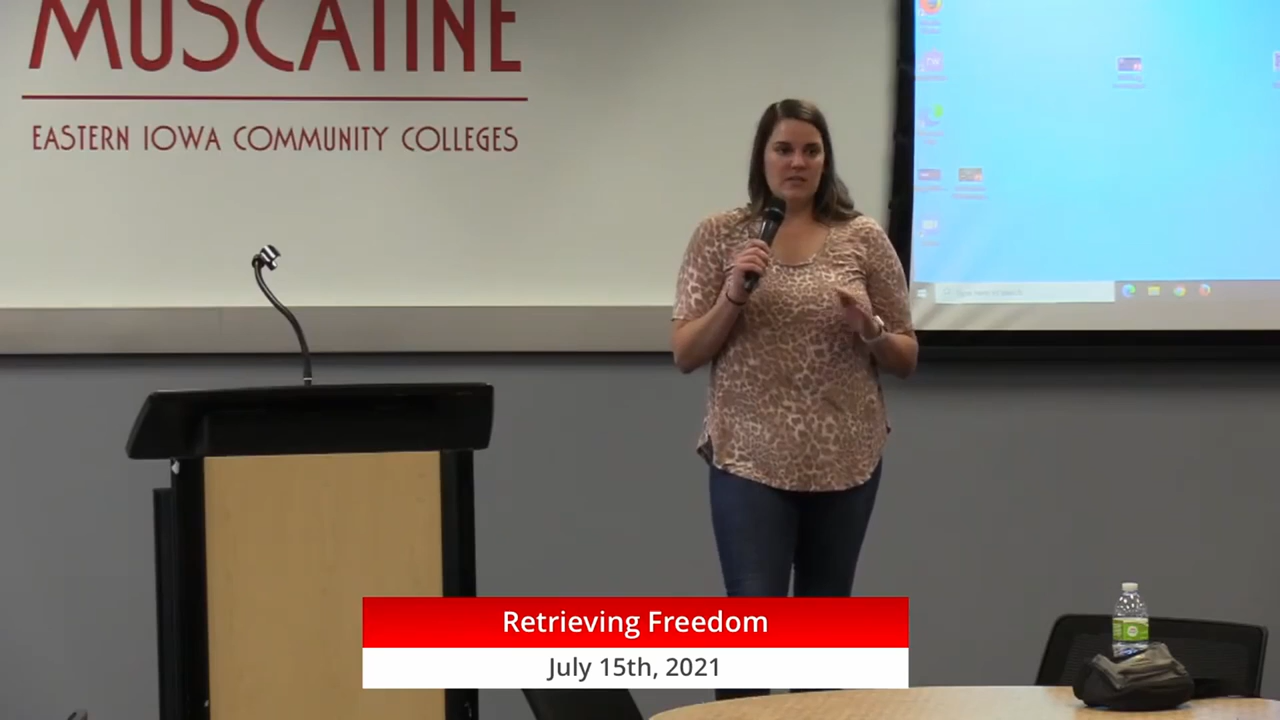 MUSCATINE
EASTERN IOWA COMMUNITY COLLEGES
Retrieving Freedom
July 15th, 2021